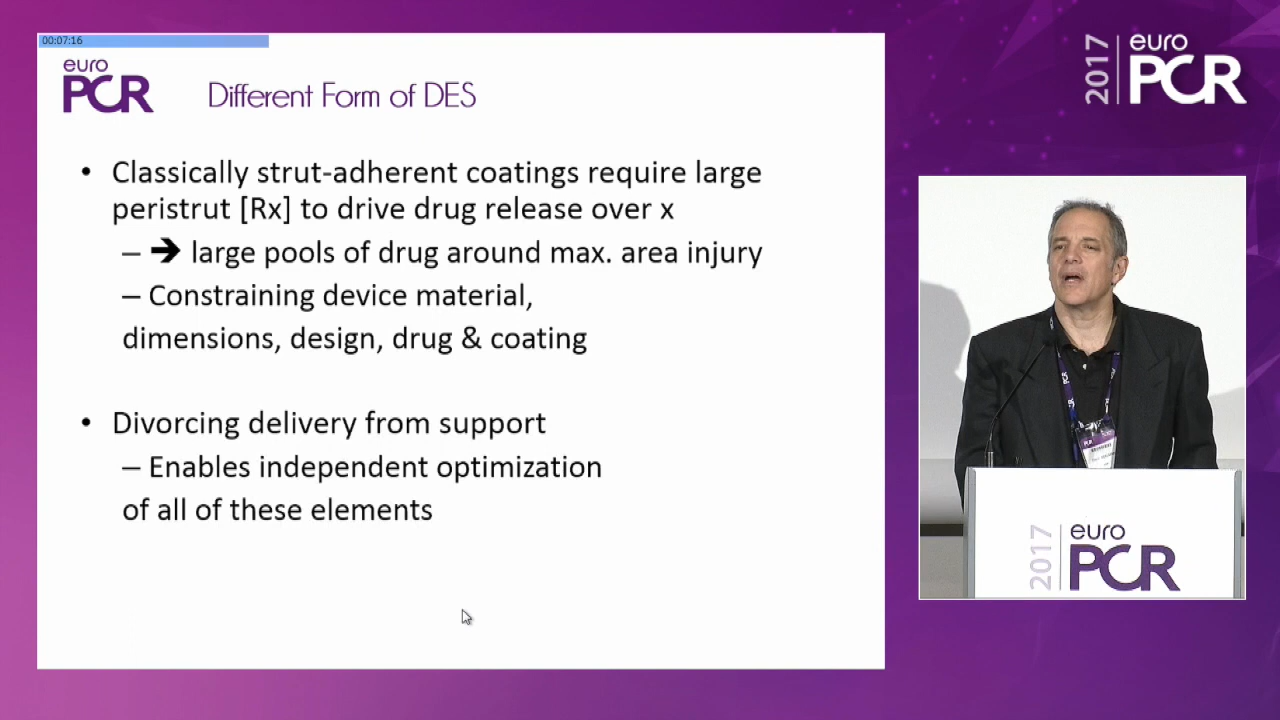 00:07:16
euro
PCR
Different Form of DES
• Classically strut-adherent coatings require large
peristrut [Rx] to drive drug release over x
– ➔ large pools of drug around max. area injury
– Constraining device material,
dimensions, design, drug & coating
• Divorcing delivery from support
– Enables independent optimization
of all of these elements
2017
euro
PCR
2017
euro
PCR